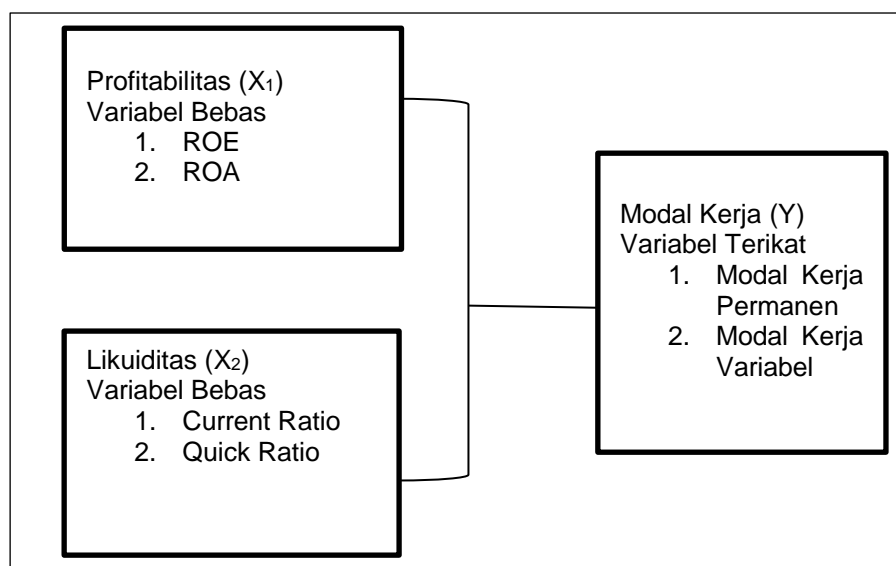 Profitabilitas (X₁)
Variabel Bebas
1. ROE
2. ROA
Likuiditas (X₂)
Variabel Bebas
1. Current Ratio
2. Quick Ratio
Modal Kerja (Y)
Variabel Terikat
1. Modal Kerja
Permanen
2. Modal Kerja
Variabel